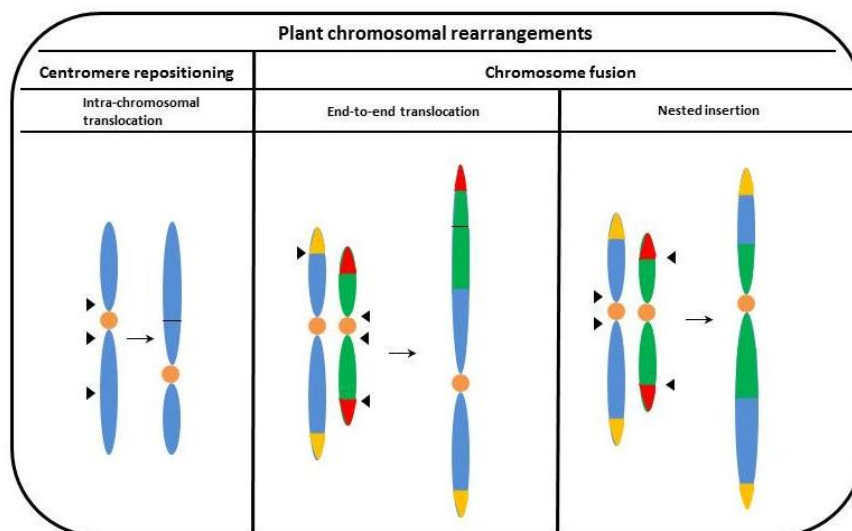 Plant chromosomal rearrangements
Centromere repositioning
Chromosome fusion
Intra-chromosomal
translocation
End-to-end translocation
Nested insertion